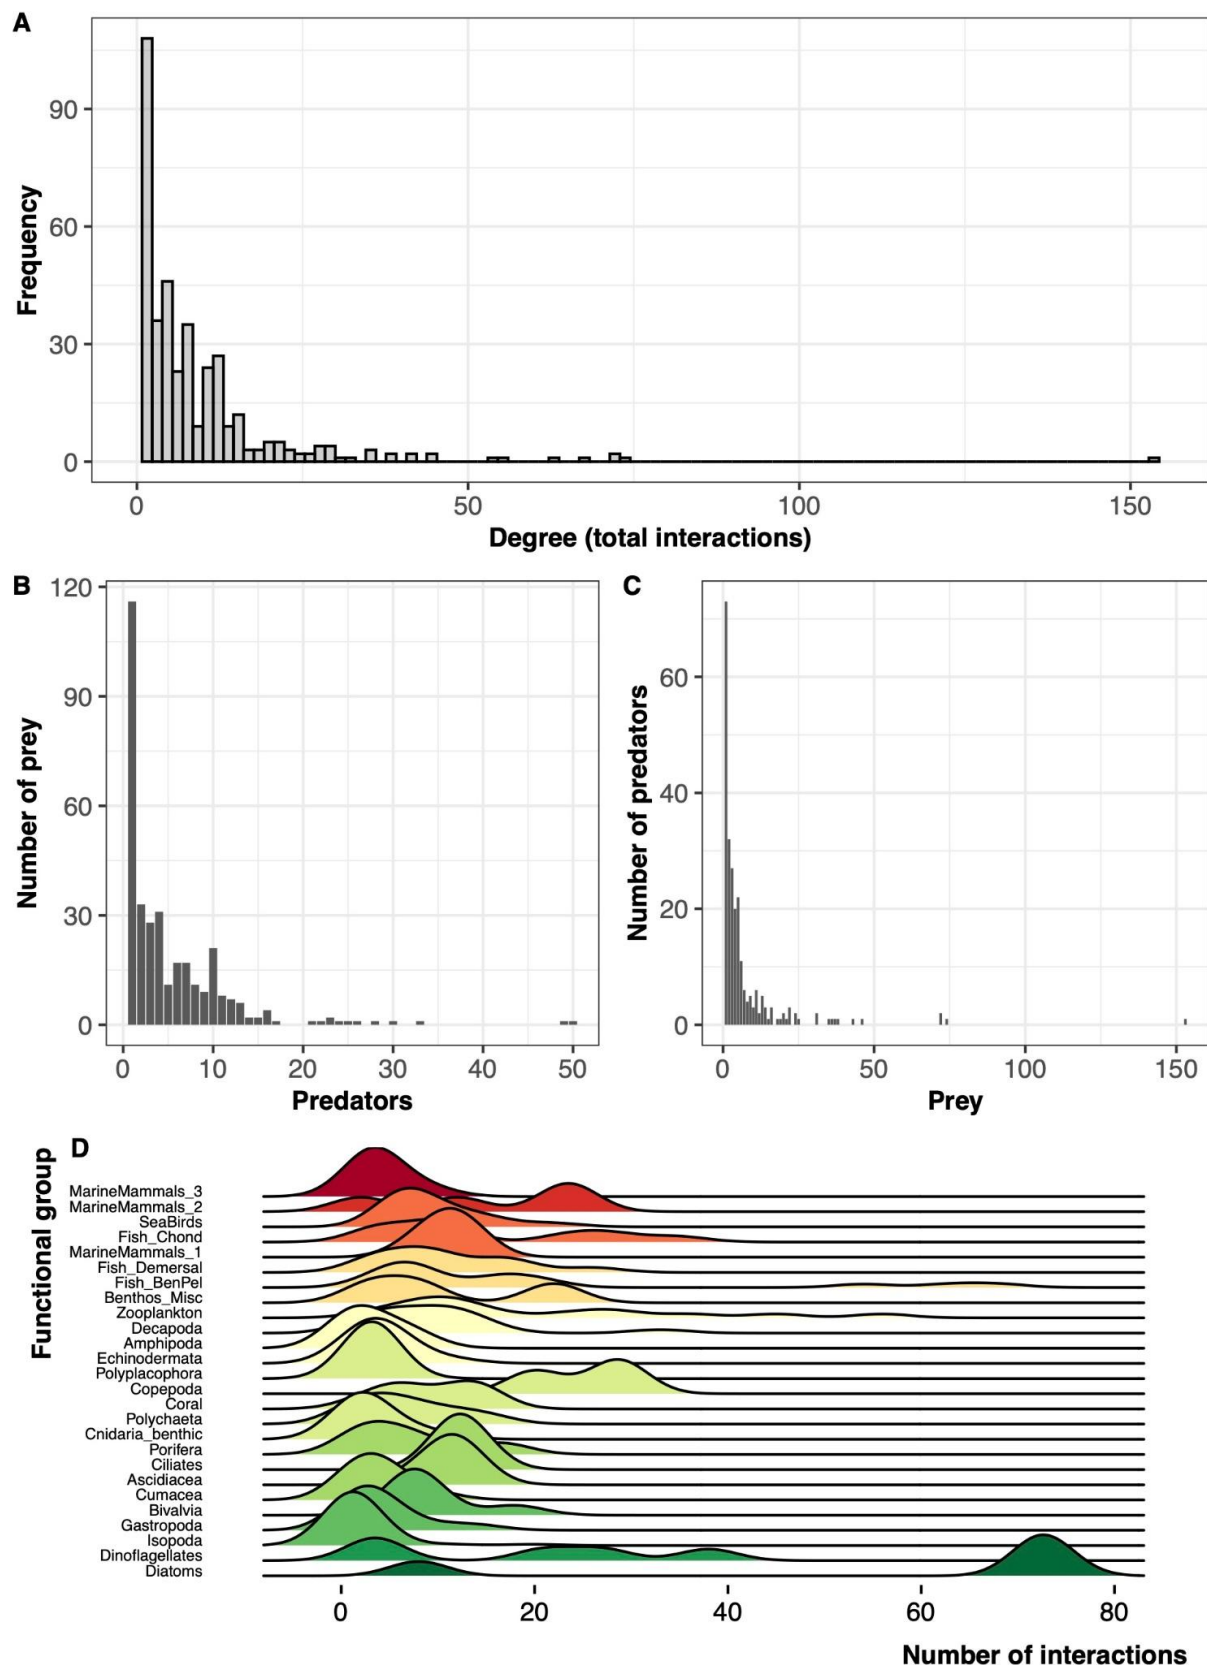 A
Frequency
90
60
30
0
0 50 100 150
Degree (total interactions)
B
Number of prey
120
90
60
30
0
0 10 20 30 40 50
Predators
C
Number of predators
60
40
20
0
0 50 100 150
Prey
D
Functional group
MarineMammals_3
MarineMammals_2
SeaBirds
Fish_Chond
MarineMammals_1
Fish_Demersal
Fish_BenPel
Benthos_Misc
Zooplankton
Decapoda
Amphipoda
Echinodermata
Polyplacophora
Copepoda
Coral
Polychaeta
Cnidaria_benthic
Porifera
Ciliates
Ascidiacea
Cumacea
Bivalvia
Gastropoda
Isopoda
Dinoflagellates
Diatoms
0 20 40 60 80
Number of interactions